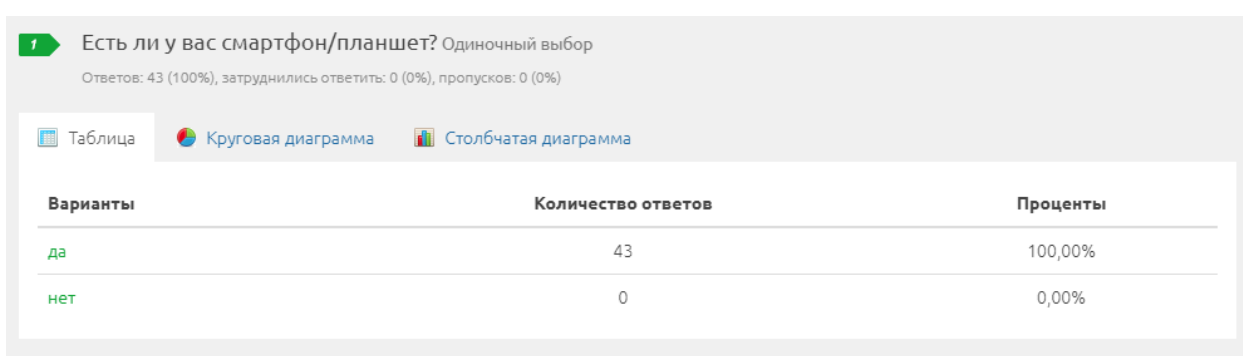 1 Есть ли у вас смартфон/планшет? Одиночный выбор
Ответов: 43 (100%), затруднились ответить: 0 (0%), пропусков: 0 (0%)
Таблица Круговая диаграмма Столбчатая диаграмма
Варианты Количество ответов Проценты
да 43 100,00%
нет 0 0,00%